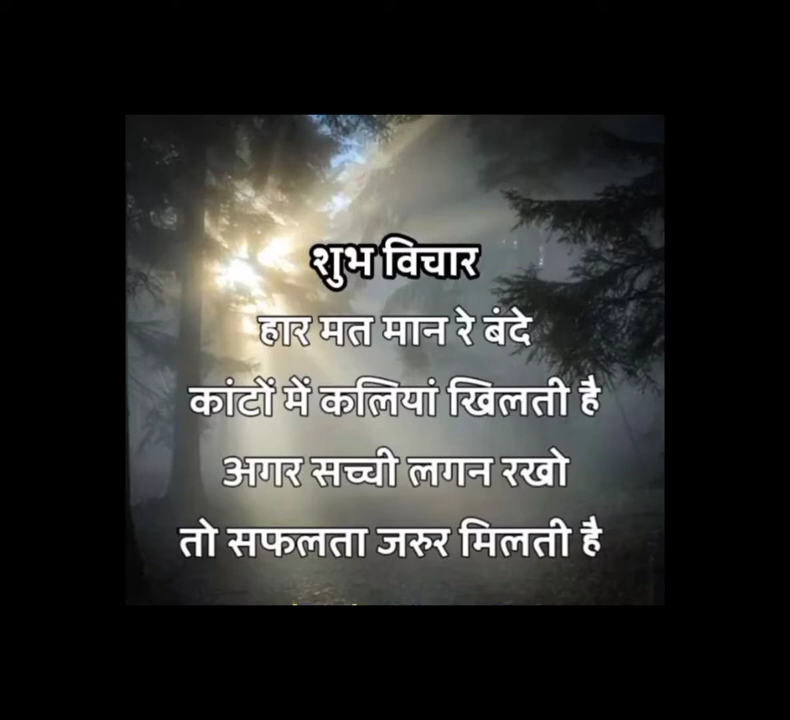 शुभ विचार
हार मत मान रे बंदे
कांटों में कलियां खिलती है
अगर सच्ची लगन रखो
तो सफलता जरुर मिलती है